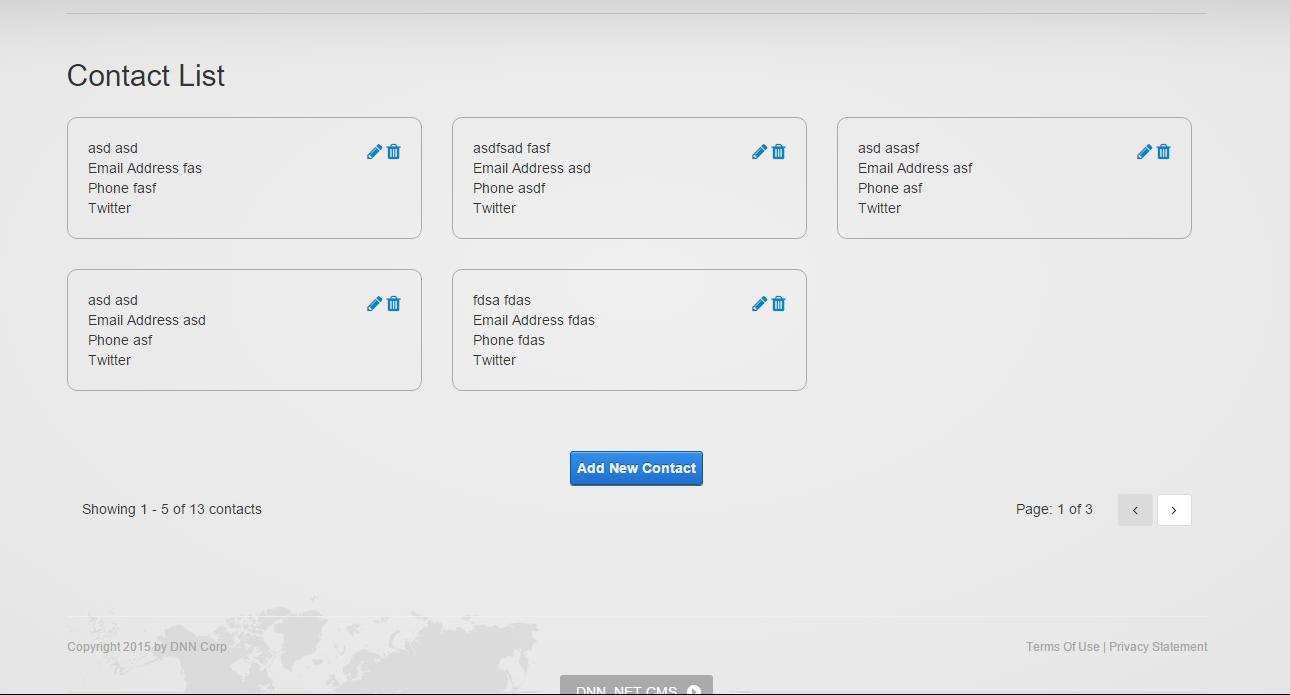 Contact List
asd asd
Email Address fas
Phone fasf
Twitter
asdfsad fasf
Email Address asd
Phone asdf
Twitter
asd asasf
Email Address asf
Phone asf
Twitter
asd asd
Email Address asd
Phone asf
Twitter
fdsa fdas
Email Address fdas
Phone fdas
Twitter
Add New Contact
Showing 1 - 5 of 13 contacts
Page: 1 of 3
Copyright 2015 by DNN Corp
Terms Of Use | Privacy Statement
DNN .NET CMS